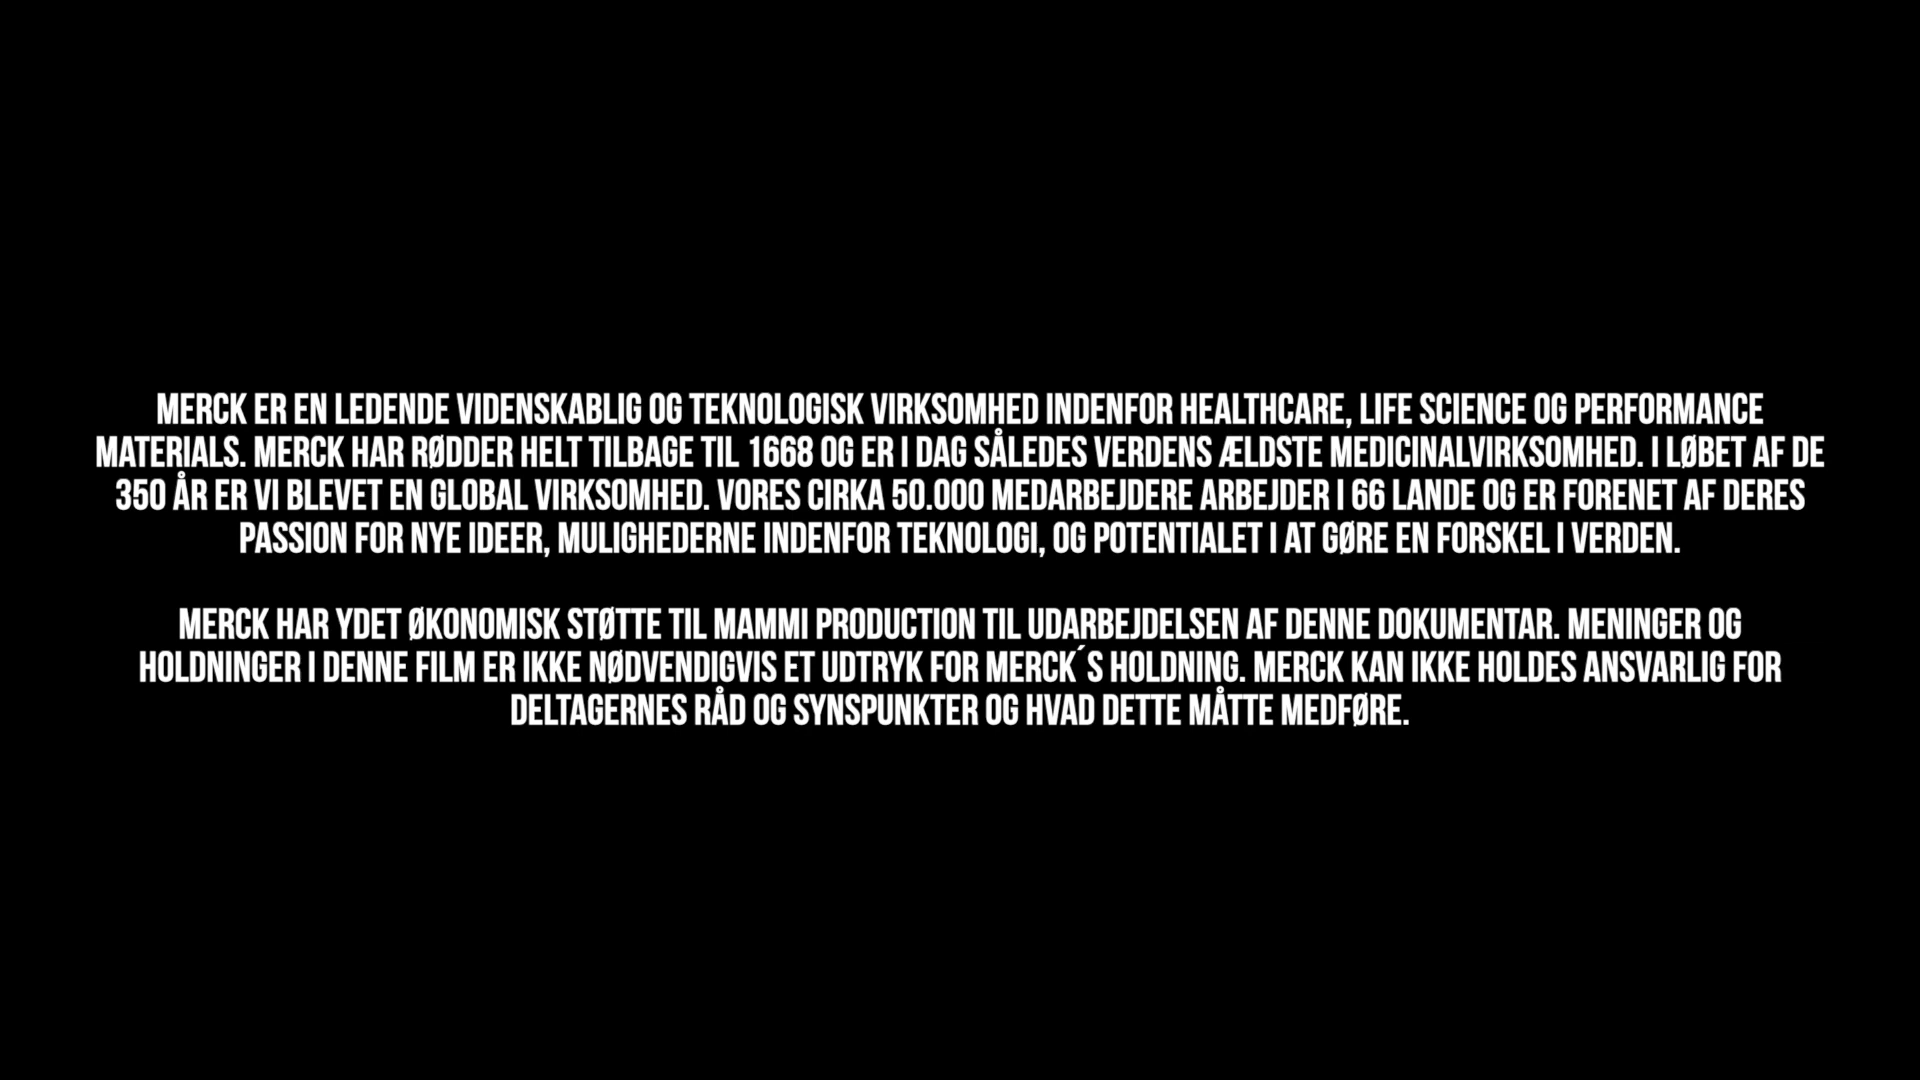 MERCK ER EN LEDENDE VIDENSKABLIG OG TEKNOLOGISK VIRKSOMHED INDENFOR HEALTHCARE, LIFE SCIENCE OG PERFORMANCE
MATERIALS. MERCK HAR RØDDER HELT TILBAGE TIL 1668 OG ER I DAG SÅLEDES VERDENS ÆLDSTE MEDICINALVIRKSOMHED. I LØBET AF DE
350 ÅR ER VI BLEVET EN GLOBAL VIRKSOMHED. VORES CIRKA 50.000 MEDARBEJDERE ARBEJDER I 66 LANDE OG ER FORENET AF DERES
PASSION FOR NYE IDEER, MULIGHEDERNE INDENFOR TEKNOLOGI, OG POTENTIALET I AT GØRE EN FORSKEL I VERDEN.
MERCK HAR YDET ØKONOMISK STØTTE TIL MAMMI PRODUCTION TIL UDARBEJDELSEN AF DENNE DOKUMENTAR. MENINGER OG
HOLDNINGER I DENNE FILM ER IKKE NØDVENDIGVIS ET UDTRYK FOR MERCK´S HOLDNING. MERCK KAN IKKE HOLDES ANSVARLIG FOR
DELTAGERNES RÅD OG SYNSPUNKTER OG HVAD DETTE MÅTTE MEDFØRE.